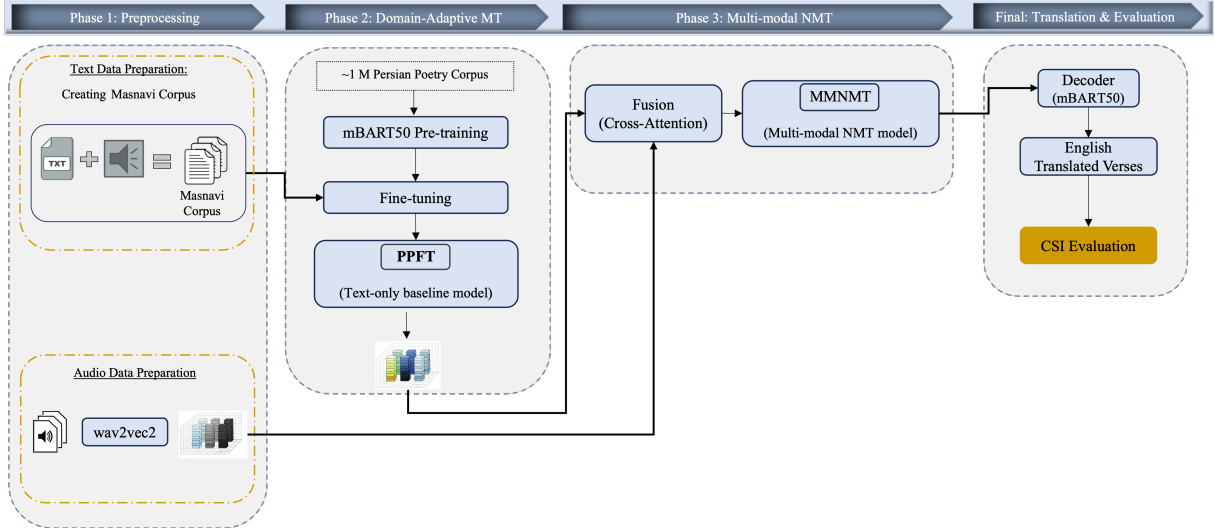 Phase 1: Preprocessing
Phase 2: Domain-Adaptive MT
Phase 3: Multi-modal NMT
Final: Translation & Evaluation
Text Data Preparation:
Creating Masnavi Corpus
TXT
Masnavi
Corpus
Audio Data Preparation
wav2vec2
~1 M Persian Poetry Corpus
mBART50 Pre-training
Fine-tuning
PPFT
(Text-only baseline model)
Fusion
(Cross-Attention)
MMNMT
(Multi-modal NMT model)
Decoder
(mBART50)
English
Translated Verses
CSI Evaluation